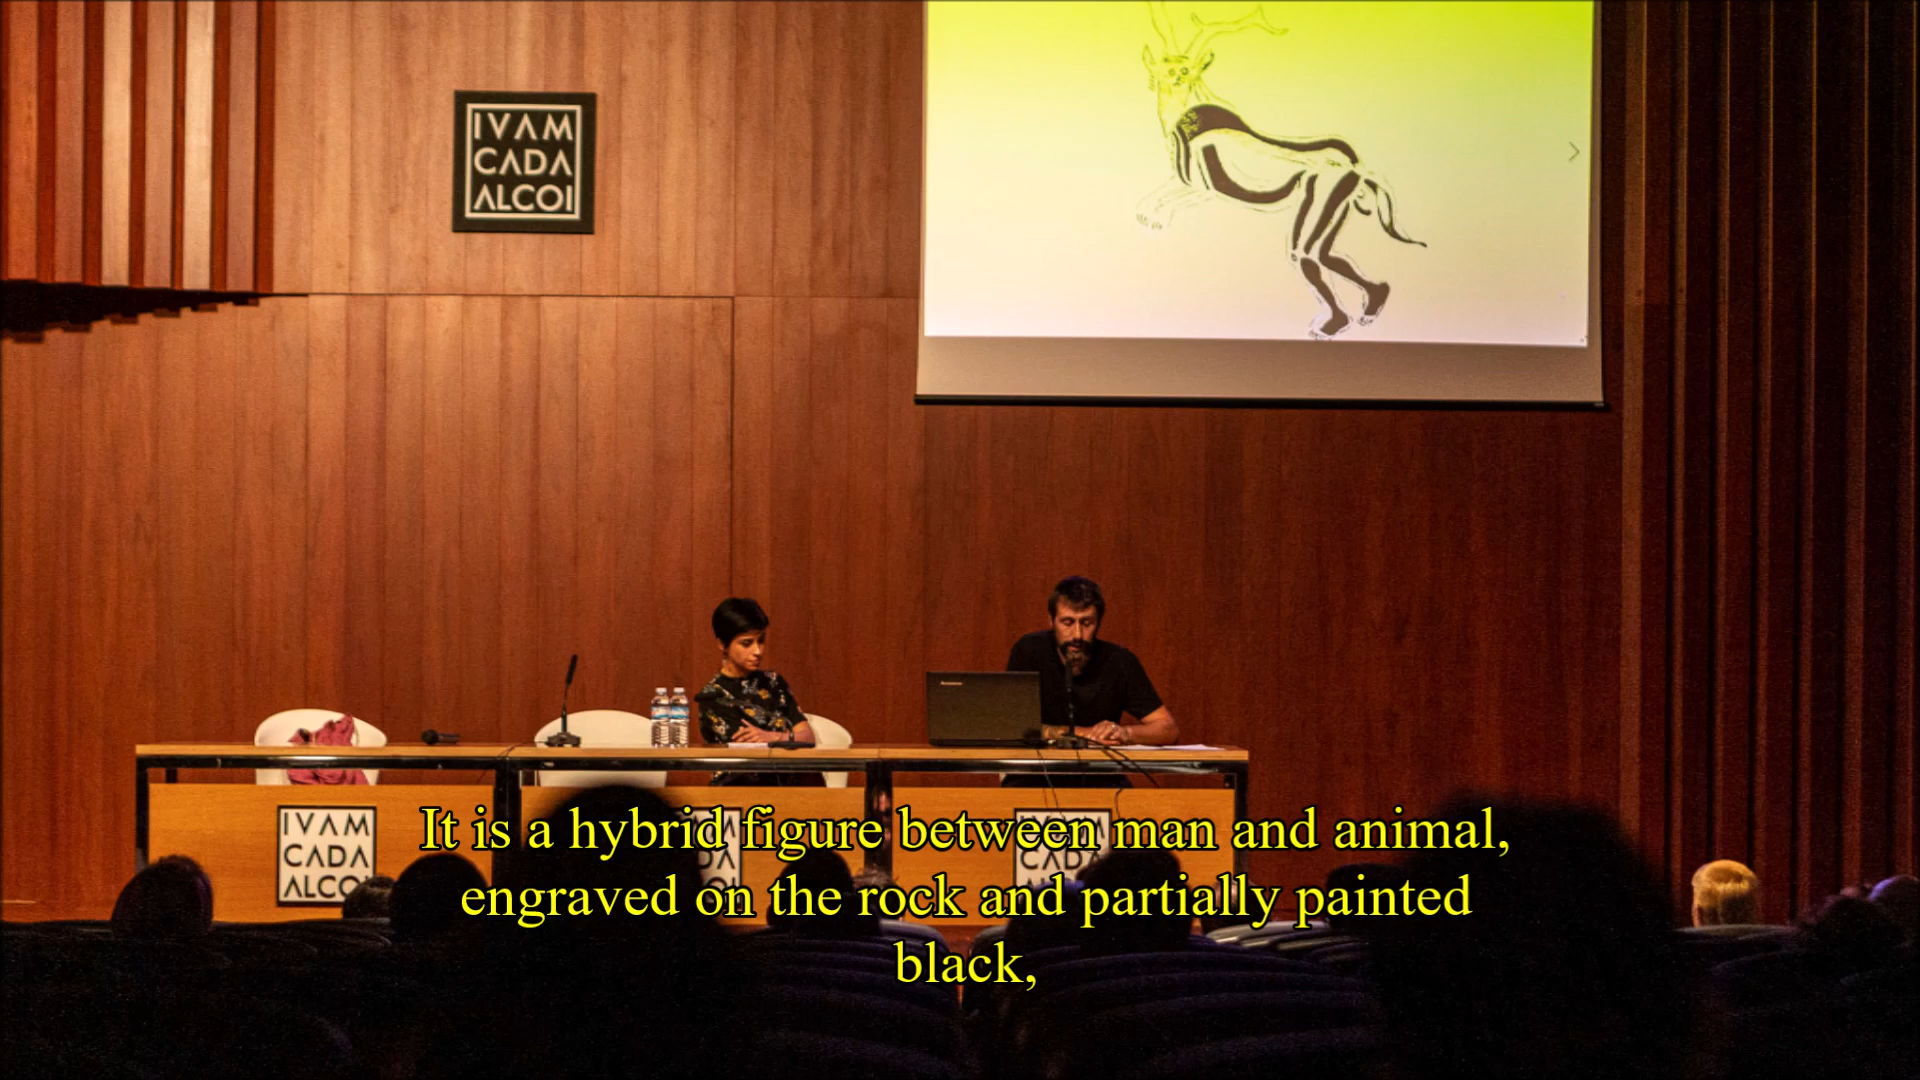 IVAM
CADA
ALCOI
IVAM
CADA
ALCOI
It is a hybrid figure between man and animal,
engraved on the rock and partially painted
black,